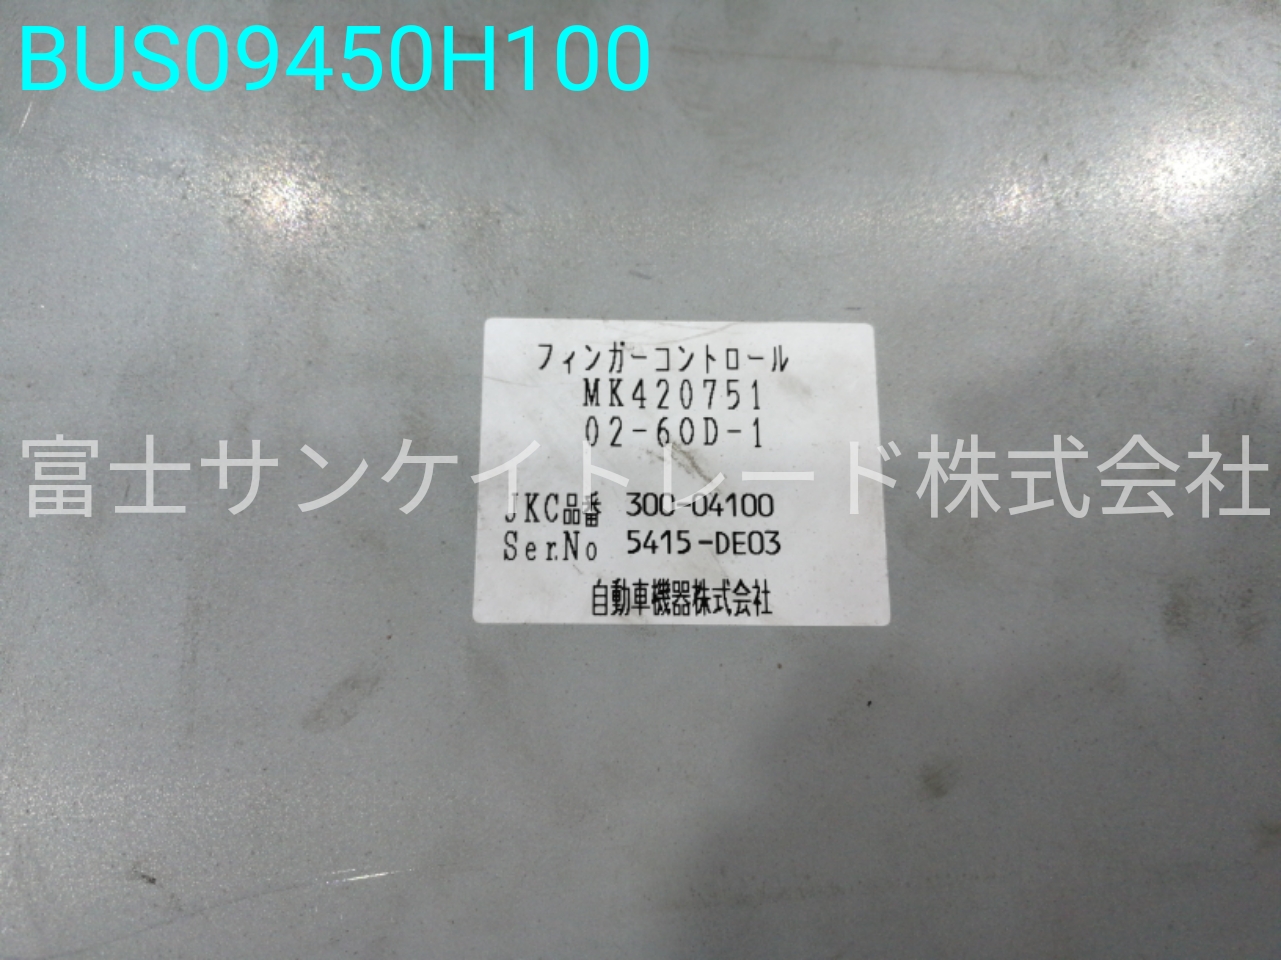 BUS09450H100
フィンガーコントロール
MK420751
02-60D-1
富士サンケイトレード株式会社
JKC品番 300-04100
Ser.No 5415-DE03
自動車機器株式会社